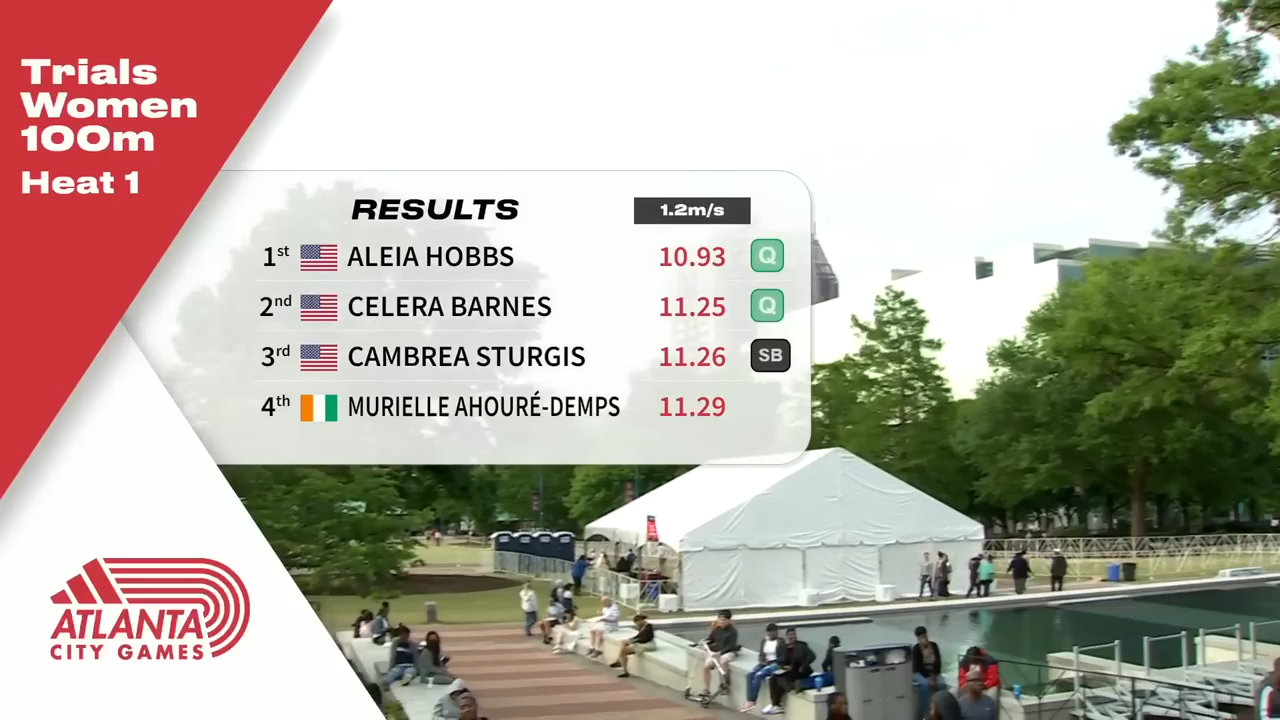 Trials
Women
100m
Heat 1
RESULTS 1.2m/s
1st ALEIA HOBBS 10.93 Q
2nd CELERA BARNES 11.25 Q
3rd CAMBREA STURGIS 11.26 SB
4th MURIELLE AHOURÉ-DEMPS 11.29
ATLANTA
CITY GAMES